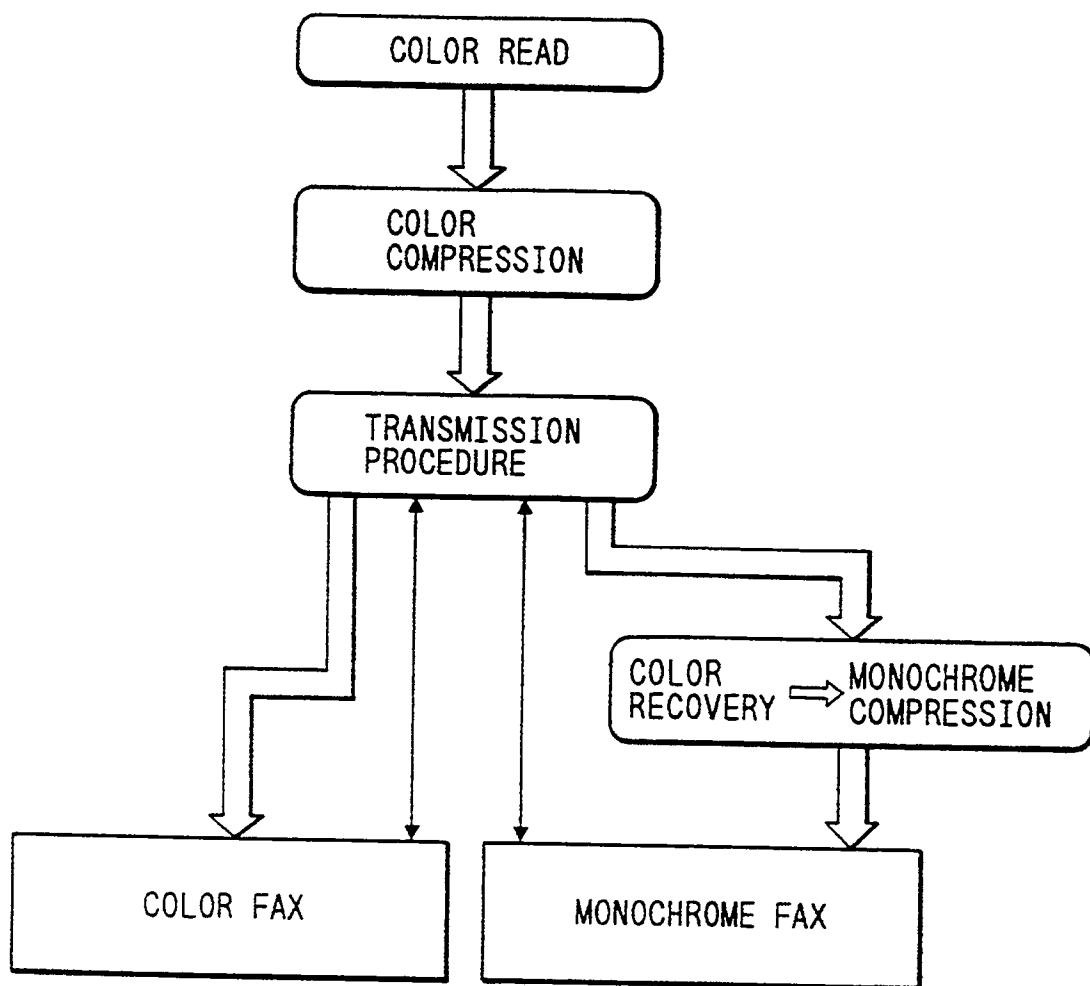 COLOR READ
COLOR
COMPRESSION
TRANSMISSION
PROCEDURE
COLOR
RECOVERY
MONOCHROME
COMPRESSION
COLOR FAX
MONOCHROME FAX